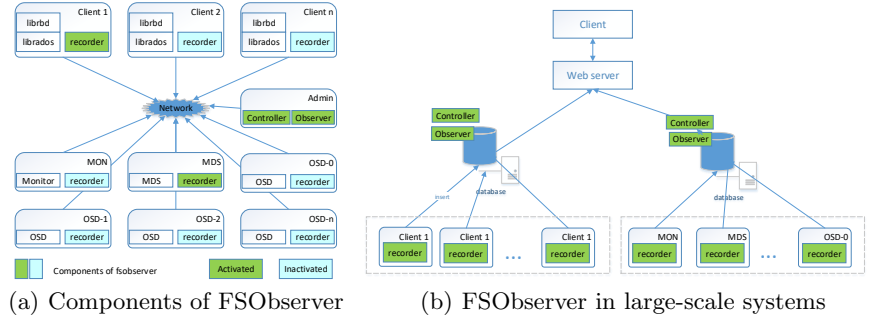 Client 1
librbd
librados
recorder
Client 2
librbd
librados
recorder
Client n
librbd
librados
recorder
Network
Admin
Controller
Observer
MON
Monitor
recorder
MDS
MDS
recorder
OSD-0
OSD
recorder
OSD-1
OSD
recorder
OSD-2
OSD
recorder
OSD-n
OSD
recorder
Components of fsobserver
Activated
Inactivated
(a) Components of FSObserver
Client
Web server
Controller
Observer
database
insert
Controller
Observer
database
Client 1
recorder
Client 1
recorder
...
Client 1
recorder
MON
recorder
MDS
recorder
...
OSD-0
recorder
(b) FSObserver in large-scale systems